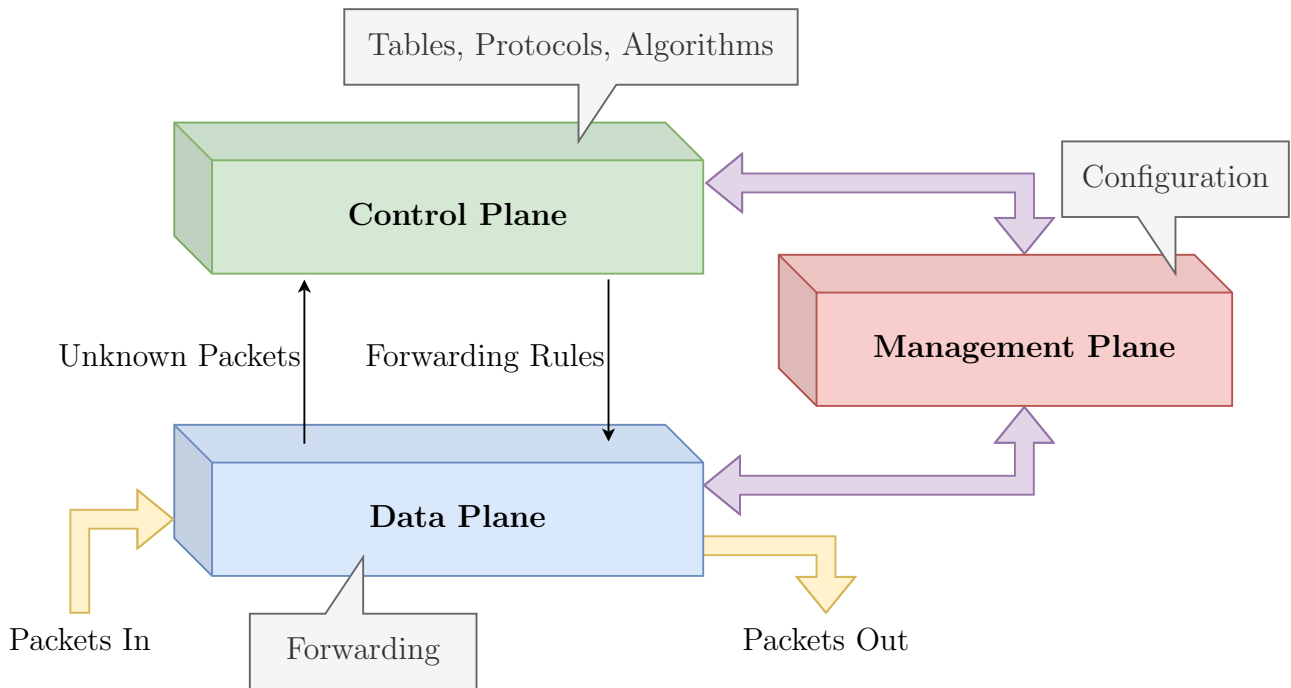 Tables, Protocols, Algorithms
Configuration
Control Plane
Management Plane
Unknown Packets
Forwarding Rules
Data Plane
Packets In
Forwarding
Packets Out